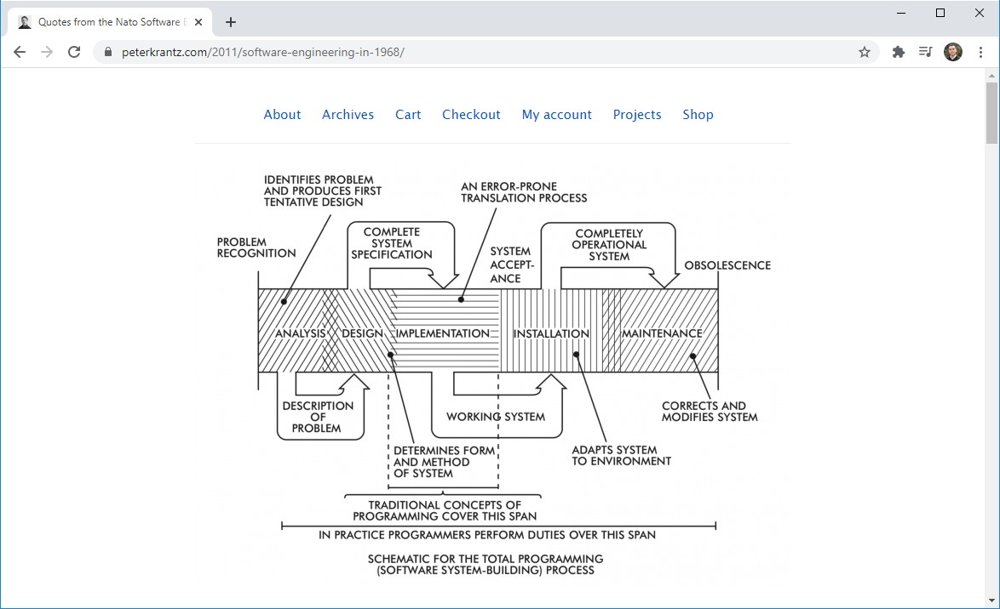 Quotes from the Nato Software E
peterkrantz.com/2011/software-engineering-in-1968/
About Archives Cart Checkout My account Projects Shop
IDENTIFIES PROBLEM
AND PRODUCES FIRST
TENTATIVE DESIGN
AN ERROR-PRONE
TRANSLATION PROCESS
PROBLEM
RECOGNITION
COMPLETE
SYSTEM
SPECIFICATION
SYSTEM
ACCEPT-
ANCE
COMPLETELY
OPERATIONAL
SYSTEM
OBSOLESCENCE
ANALYSIS DESIGN IMPLEMENTATION INSTALLATION MAINTENANCE
DESCRIPTION
OF
PROBLEM
WORKING SYSTEM
CORRECTS AND
MODIFIES SYSTEM
DETERMINES FORM
AND METHOD
OF SYSTEM
ADAPTS SYSTEM
TO ENVIRONMENT
TRADITIONAL CONCEPTS OF
PROGRAMMING COVER THIS SPAN
IN PRACTICE PROGRAMMERS PERFORM DUTIES OVER THIS SPAN
SCHEMATIC FOR THE TOTAL PROGRAMMING
(SOFTWARE SYSTEM-BUILDING) PROCESS